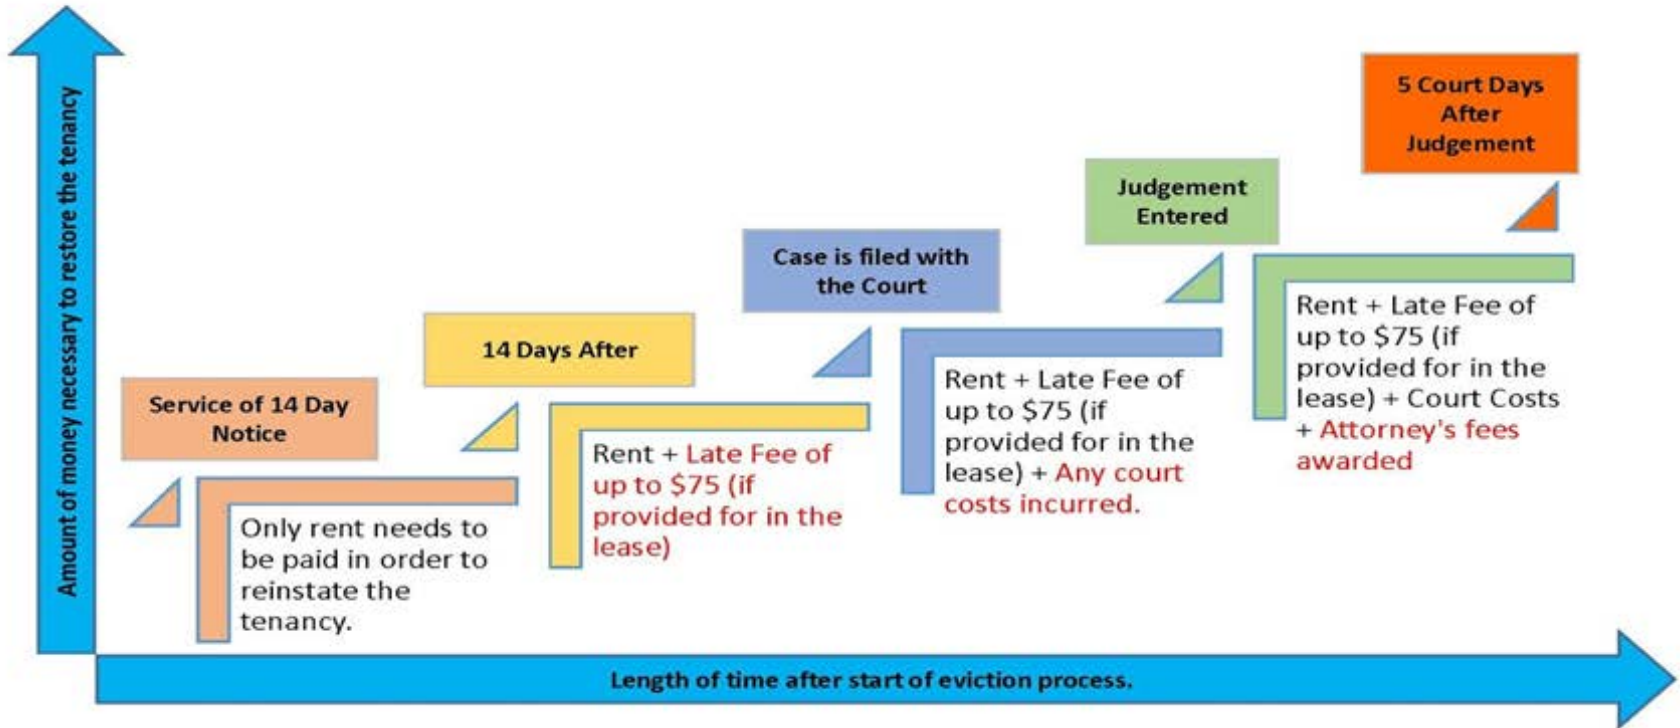 Amount of money necessary to restore the tenancy
Service of 14 Day
Notice
Only rent needs to
be paid in order to
reinstate the
tenancy.
14 Days After
Rent + Late Fee of
up to $75 (if
provided for in the
lease)
Case is filed with
the Court
Rent + Late Fee of
up to $75 (if
provided for in the
lease) + Any court
costs incurred.
Judgement
Entered
Rent + Late Fee of
up to $75 (if
provided for in the
lease) + Court Costs
+ Attorney's fees
awarded
5 Court Days
After
Judgement
Length of time after start of eviction process.